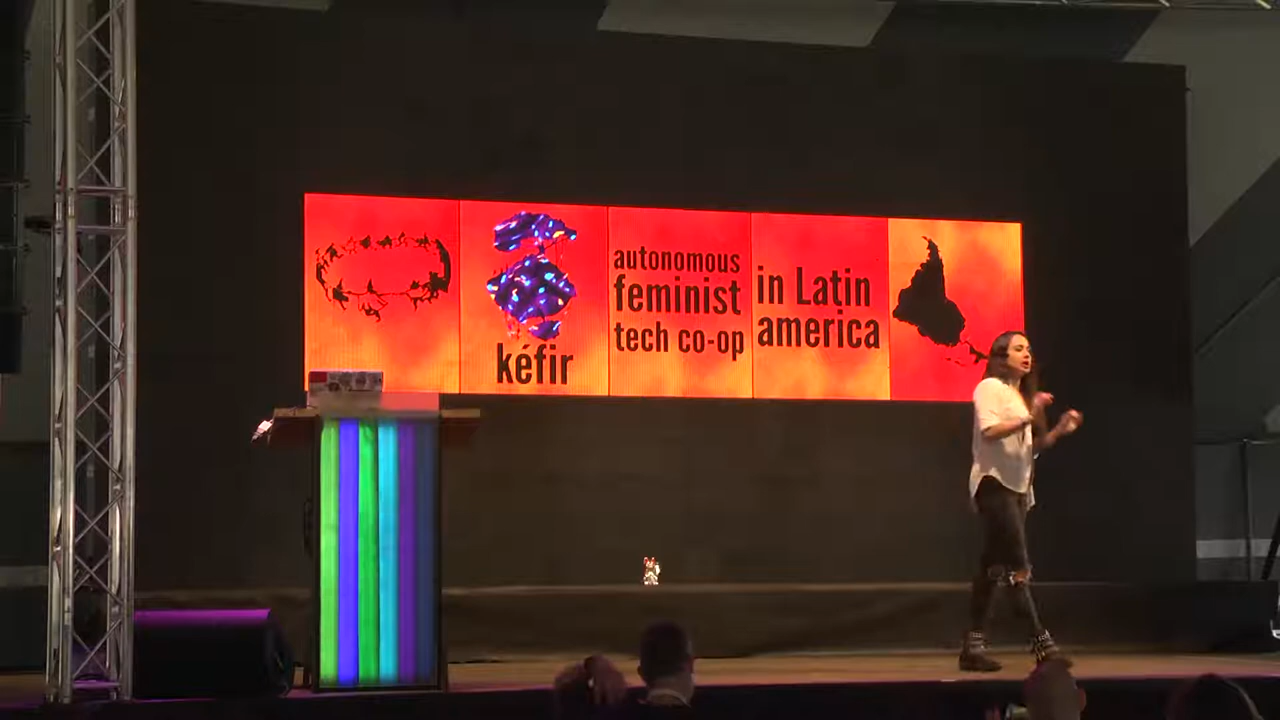 kéfir
autonomous
feminist
tech co-op
in Latin
america